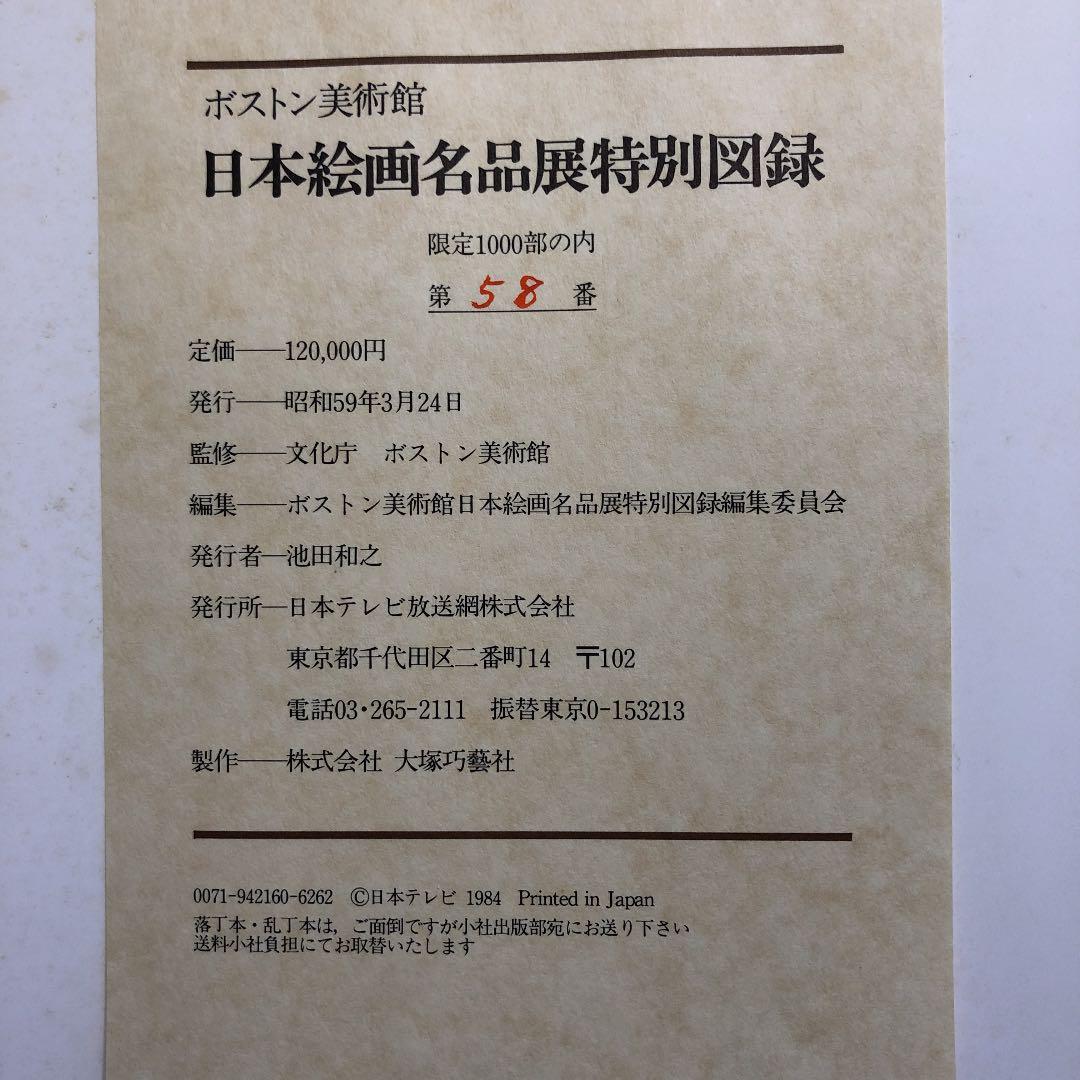 ボストン美術館
日本絵画名品展特別図録
限定1000部の内
第 58 番
定価──120,000円
発行──昭和59年3月24日
監修──文化庁　ボストン美術館
編集──ボストン美術館日本絵画名品展特別図録編集委員会
発行者─池田和之
発行所─日本テレビ放送網株式会社
東京都千代田区二番町14　〒102
電話03・265-2111　振替東京0-153213
製作──株式会社 大塚巧藝社
0071-942160-6262　©日本テレビ 1984　Printed in Japan
落丁本・乱丁本は，ご面倒ですが小社出版部宛にお送り下さい
送料小社負担にてお取替いたします